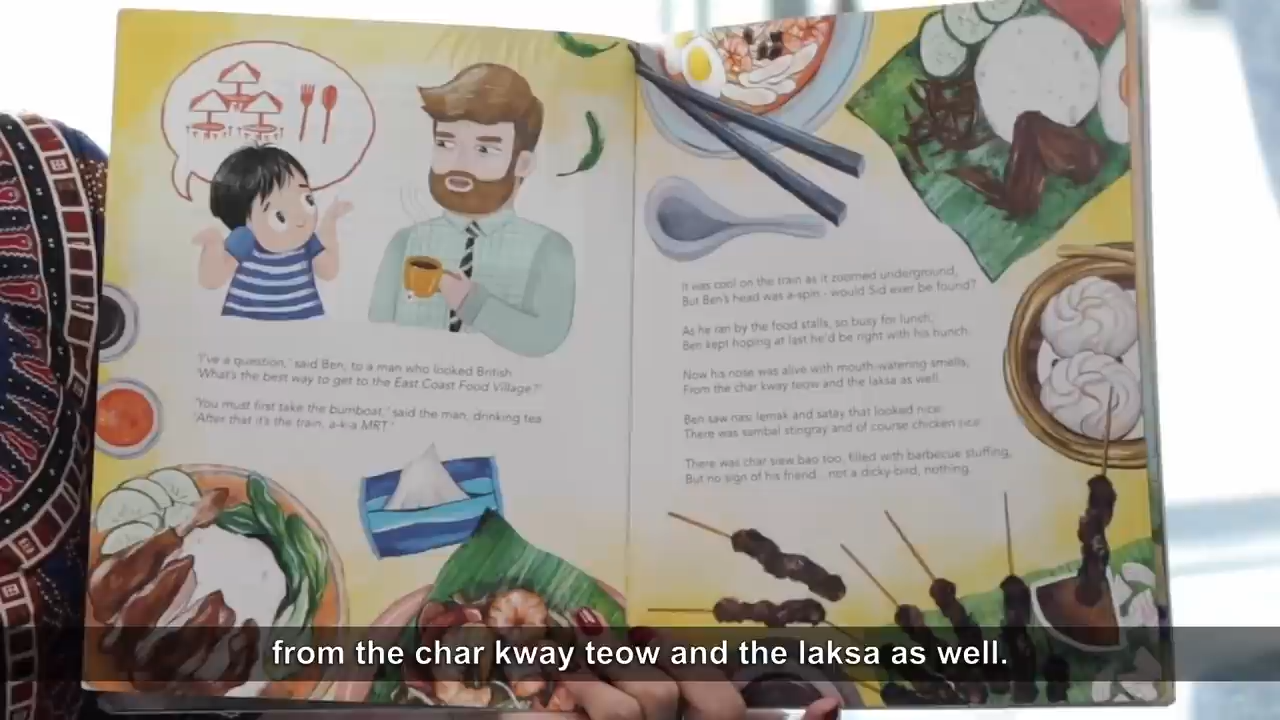 'I've a question,' said Ben, to a man who looked British
'What's the best way to get to the East Coast Food Village?'
'You must first take the bumboat,' said the man, drinking tea
'After that it's the train, a-k-a MRT.'
It was cool on the train as it zoomed underground,
But Ben's head was a-spin - would Sid ever be found?
As he ran by the food stalls, so busy for lunch,
Ben kept hoping at last he'd be right with his hunch.
Now his nose was alive with mouth-watering smells,
From the char kway teow and the laksa as well.
Ben saw nasi lemak and satay that looked nice
There was sambal stingray and of course chicken rice
There was char siew bao too, filled with barbecue stuffing,
But no sign of his friend... not a dicky-bird, nothing.
from the char kway teow and the laksa as well.